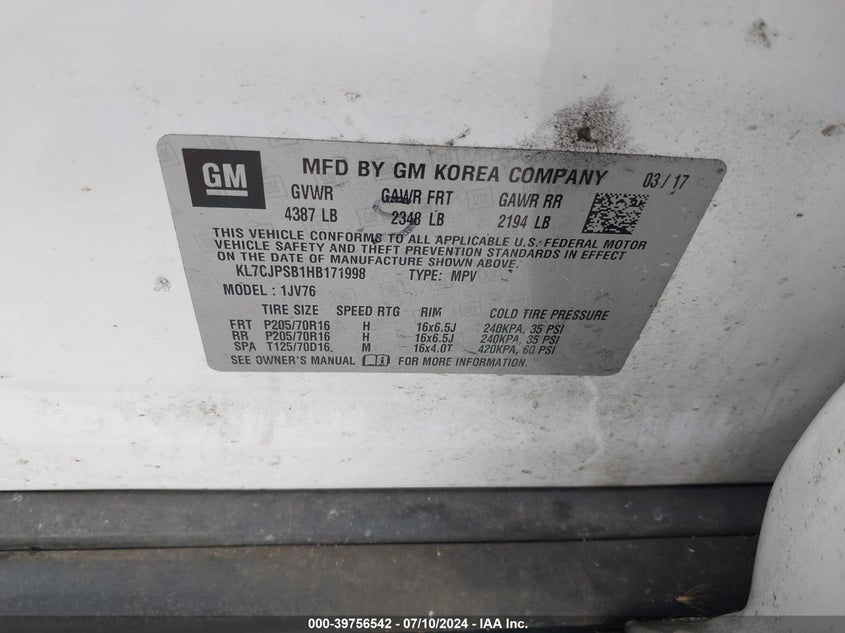 GM
MFD BY GM KOREA COMPANY 03/17
GVWR GAWR FRT GAWR RR
4387 LB 2348 LB 2194 LB
THIS VEHICLE CONFORMS TO ALL APPLICABLE U.S. FEDERAL MOTOR
VEHICLE SAFETY AND THEFT PREVENTION STANDARDS IN EFFECT
ON THE DATE OF MANUFACTURE SHOWN ABOVE.
KL7CJPSB1HB171998 TYPE: MPV
MODEL : 1JV76
TIRE SIZE SPEED RTG RIM COLD TIRE PRESSURE
FRT P205/70R16 H 16x6.5J 240KPA, 35 PSI
RR P205/70R16 H 16x6.5J 240KPA, 35 PSI
SPA T125/70D16 M 16x4.0T 420KPA, 60 PSI
SEE OWNER'S MANUAL FOR MORE INFORMATION.
000-39756542 - 07/10/2024 - IAA Inc.